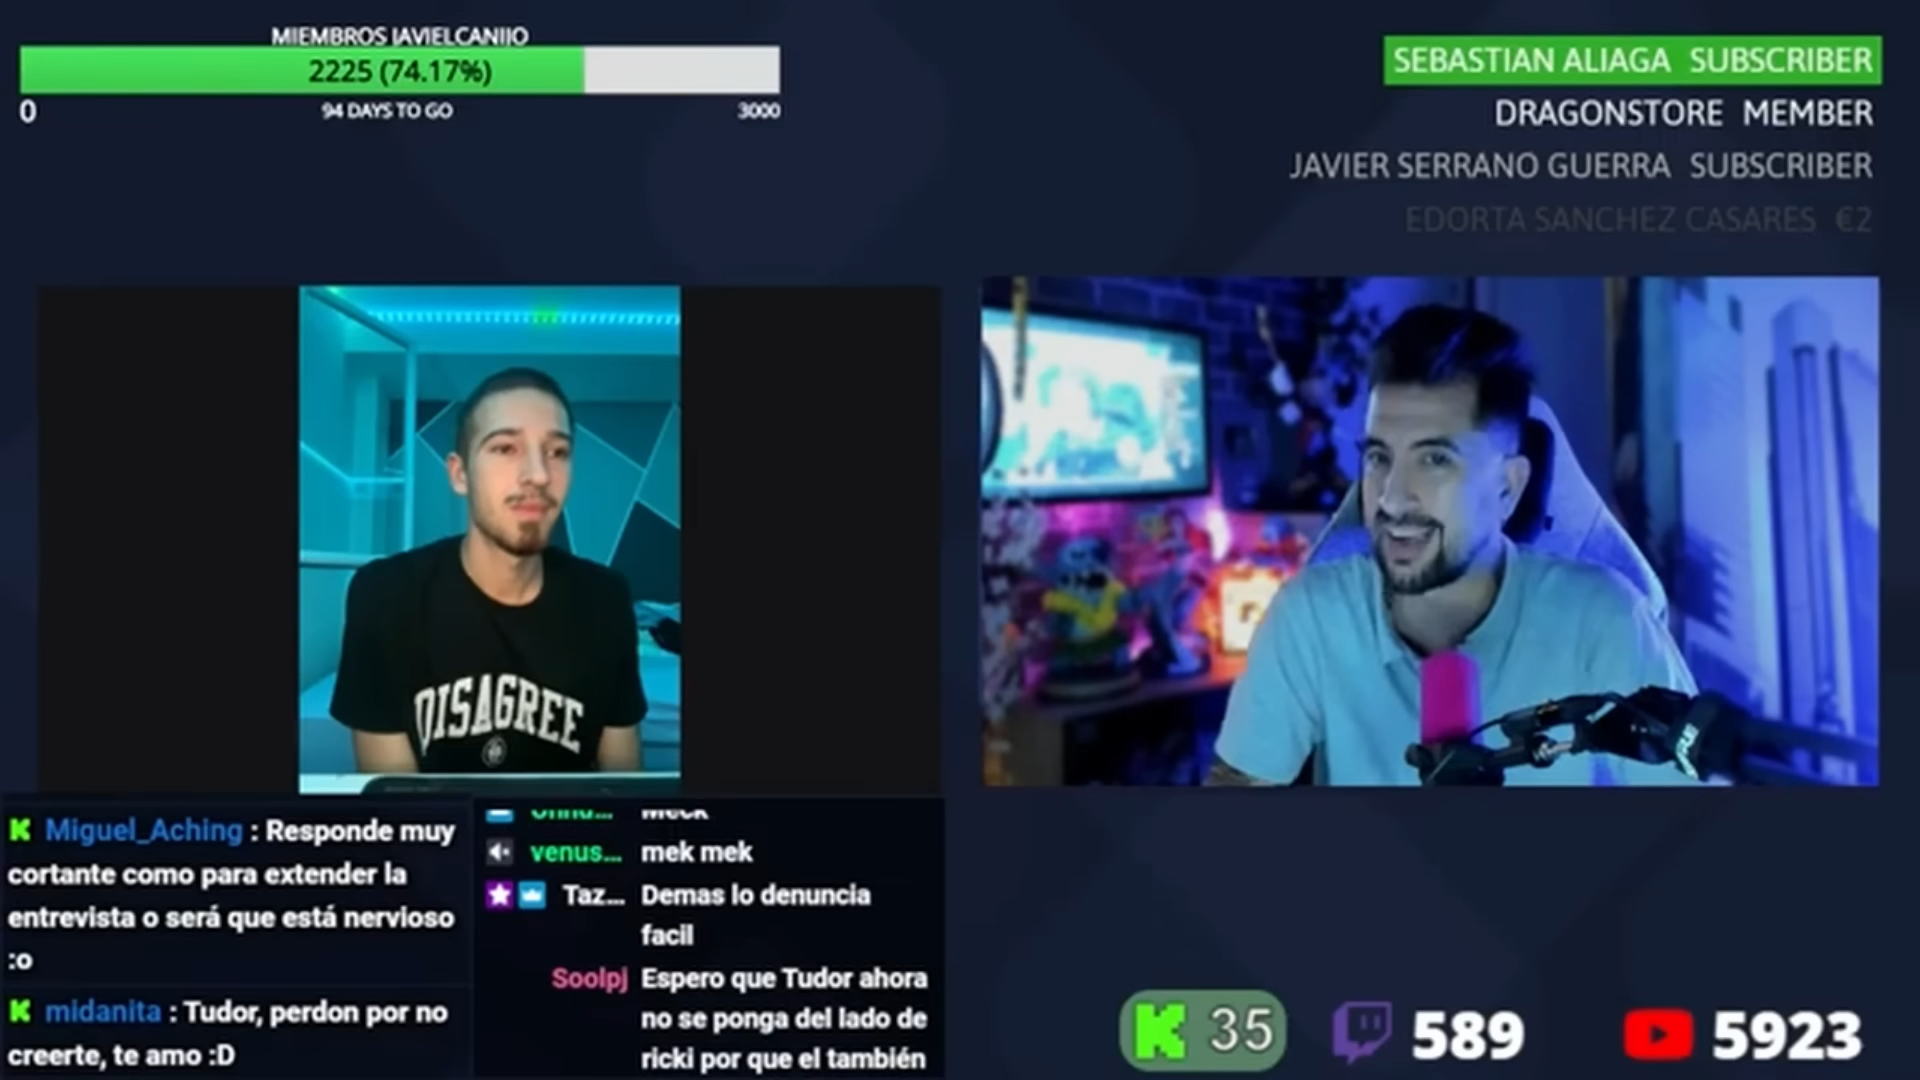 MIEMBROS JAVIELCANIJO
2225 (74.17%)
0
94 DAYS TO GO
3000
SEBASTIAN ALIAGA SUBSCRIBER
DRAGONSTORE MEMBER
JAVIER SERRANO GUERRA SUBSCRIBER
EDORTA SANCHEZ CASARES €2
DISAGREE
K Miguel_Aching : Responde muy
cortante como para extender la
entrevista o será que está nervioso
:o
K midanita : Tudor, perdon por no
creerte, te amo :D
Meck
venus... mek mek
Taz... Demas lo denuncia
facil
Soolpj Espero que Tudor ahora
no se ponga del lado de
ricki por que el también
K 35
589
5923